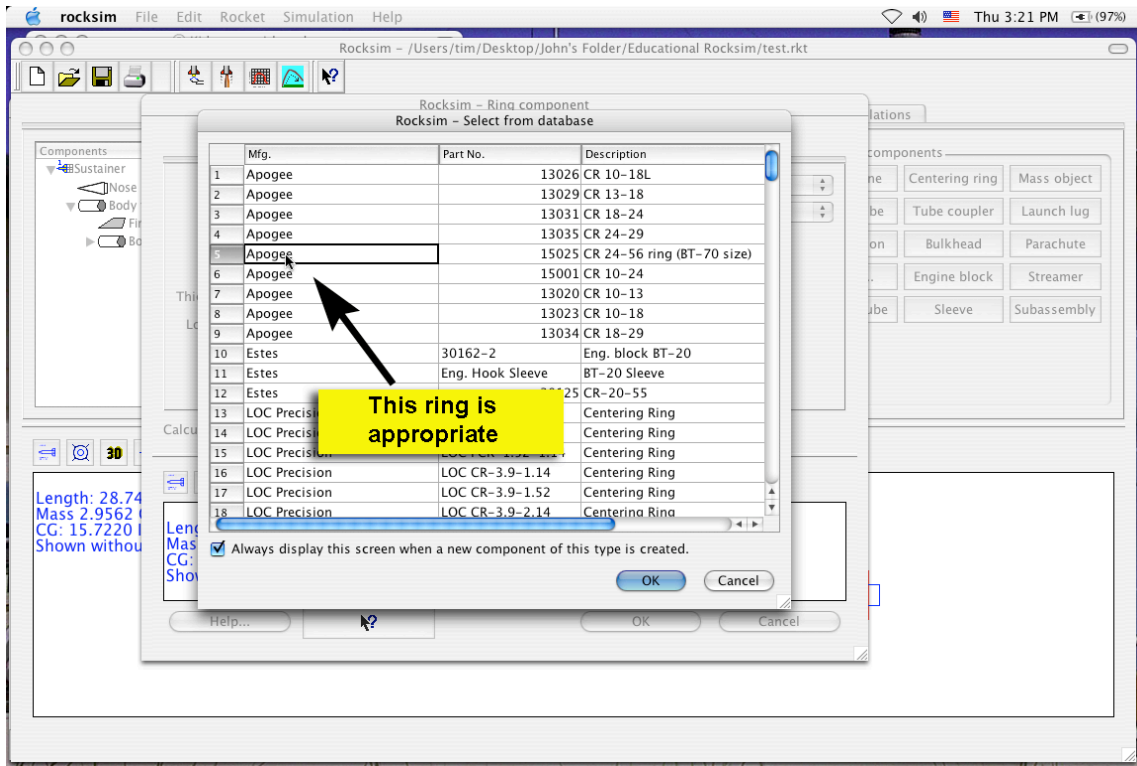 rocksim File Edit Rocket Simulation Help Thu 3:21 PM (97%)
Rocksim – /Users/tim/Desktop/John's Folder/Educational Rocksim/test.rkt
Rocksim – Ring component
Rocksim – Select from database
Components
Sustainer
Nose
Body
Mfg. Part No. Description
1 Apogee 13026 CR 10–18L
2 Apogee 13029 CR 13–18
3 Apogee 13031 CR 18–24
4 Apogee 13035 CR 24–29
5 Apogee 15025 CR 24–56 ring (BT–70 size)
6 Apogee 15001 CR 10–24
7 Apogee 13020 CR 10–13
8 Apogee 13023 CR 10–18
9 Apogee 13034 CR 18–29
10 Estes 30162–2 Eng. block BT–20
11 Estes Eng. Hook Sleeve BT–20 Sleeve
12 Estes CR–20–55
13 LOC Centering Ring
14 LOC Centering Ring
15 LOC Centering Ring
16 LOC Precision LOC CR–3.9–1.14 Centering Ring
17 LOC Precision LOC CR–3.9–1.52 Centering Ring
18 LOC Precision LOC CR–3.9–2.14 Centering Ring
This ring is
appropriate
Always display this screen when a new component of this type is created.
OK Cancel
Centering ring Mass object
Tube coupler Launch lug
Bulkhead Parachute
Engine block Streamer
Sleeve Subassembly
3D
Length: 28.74
Mass 2.9562
CG: 15.7220
Shown
CG:
Help... OK Cancel